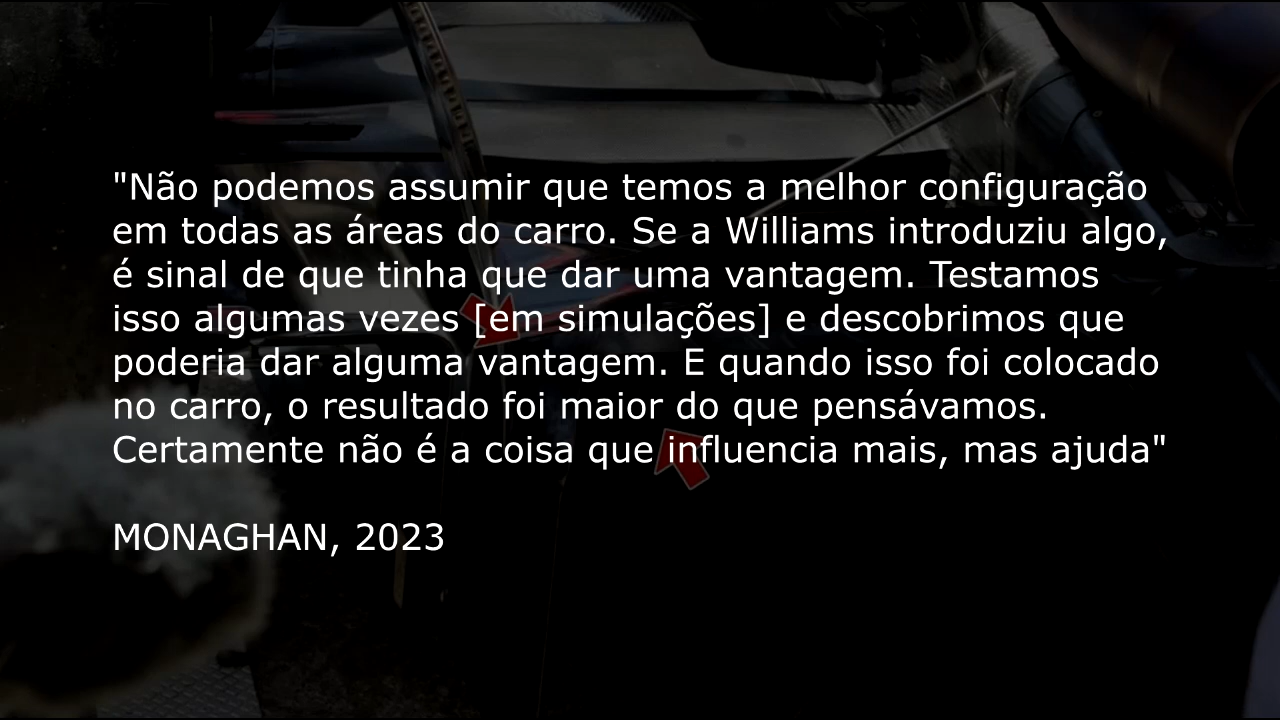 "Não podemos assumir que temos a melhor configuração
em todas as áreas do carro. Se a Williams introduziu algo,
é sinal de que tinha que dar uma vantagem. Testamos
isso algumas vezes [em simulações] e descobrimos que
poderia dar alguma vantagem. E quando isso foi colocado
no carro, o resultado foi maior do que pensávamos.
Certamente não é a coisa que influencia mais, mas ajuda"
MONAGHAN, 2023